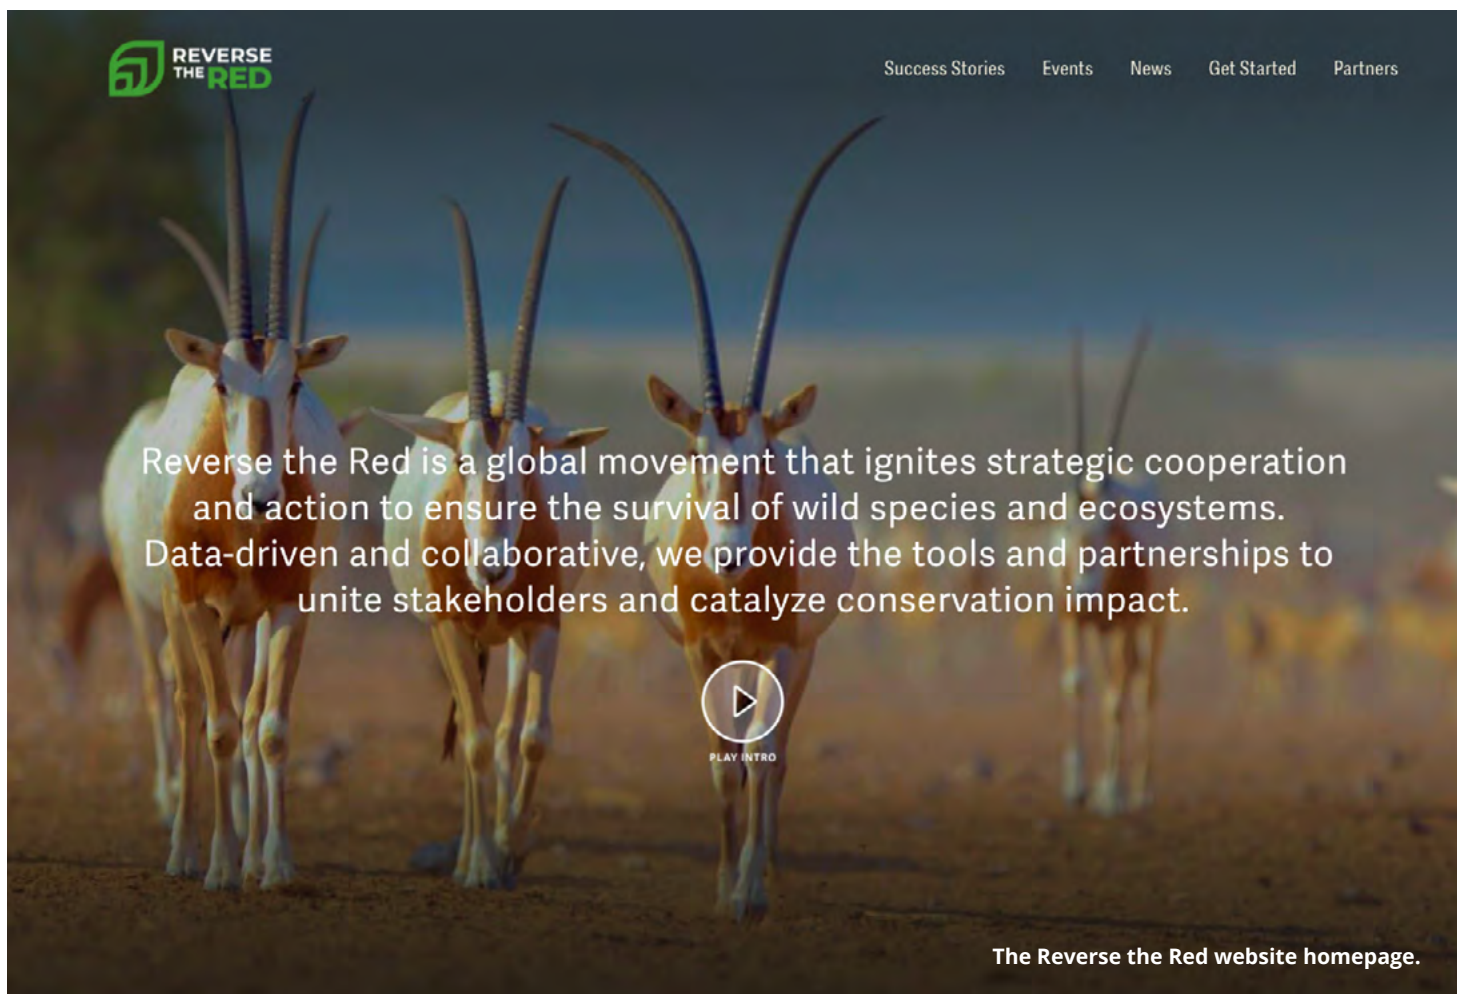 REVERSE
THE RED
Success Stories Events News Get Started Partners
Reverse the Red is a global movement that ignites strategic cooperation
and action to ensure the survival of wild species and ecosystems.
Data-driven and collaborative, we provide the tools and partnerships to
unite stakeholders and catalyze conservation impact.
PLAY INTRO
The Reverse the Red website homepage.